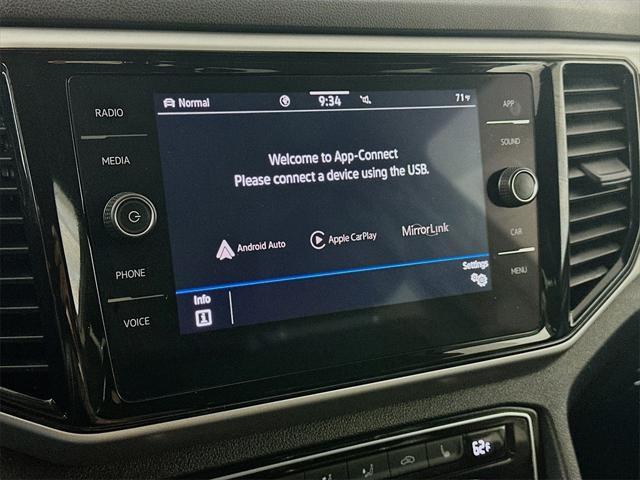 RADIO
MEDIA
PHONE
VOICE
Normal 9:34 71°F
Welcome to App-Connect
Please connect a device using the USB.
Android Auto Apple CarPlay MirrorLink
Settings
Info
APP
SOUND
CAR
MENU
62°F